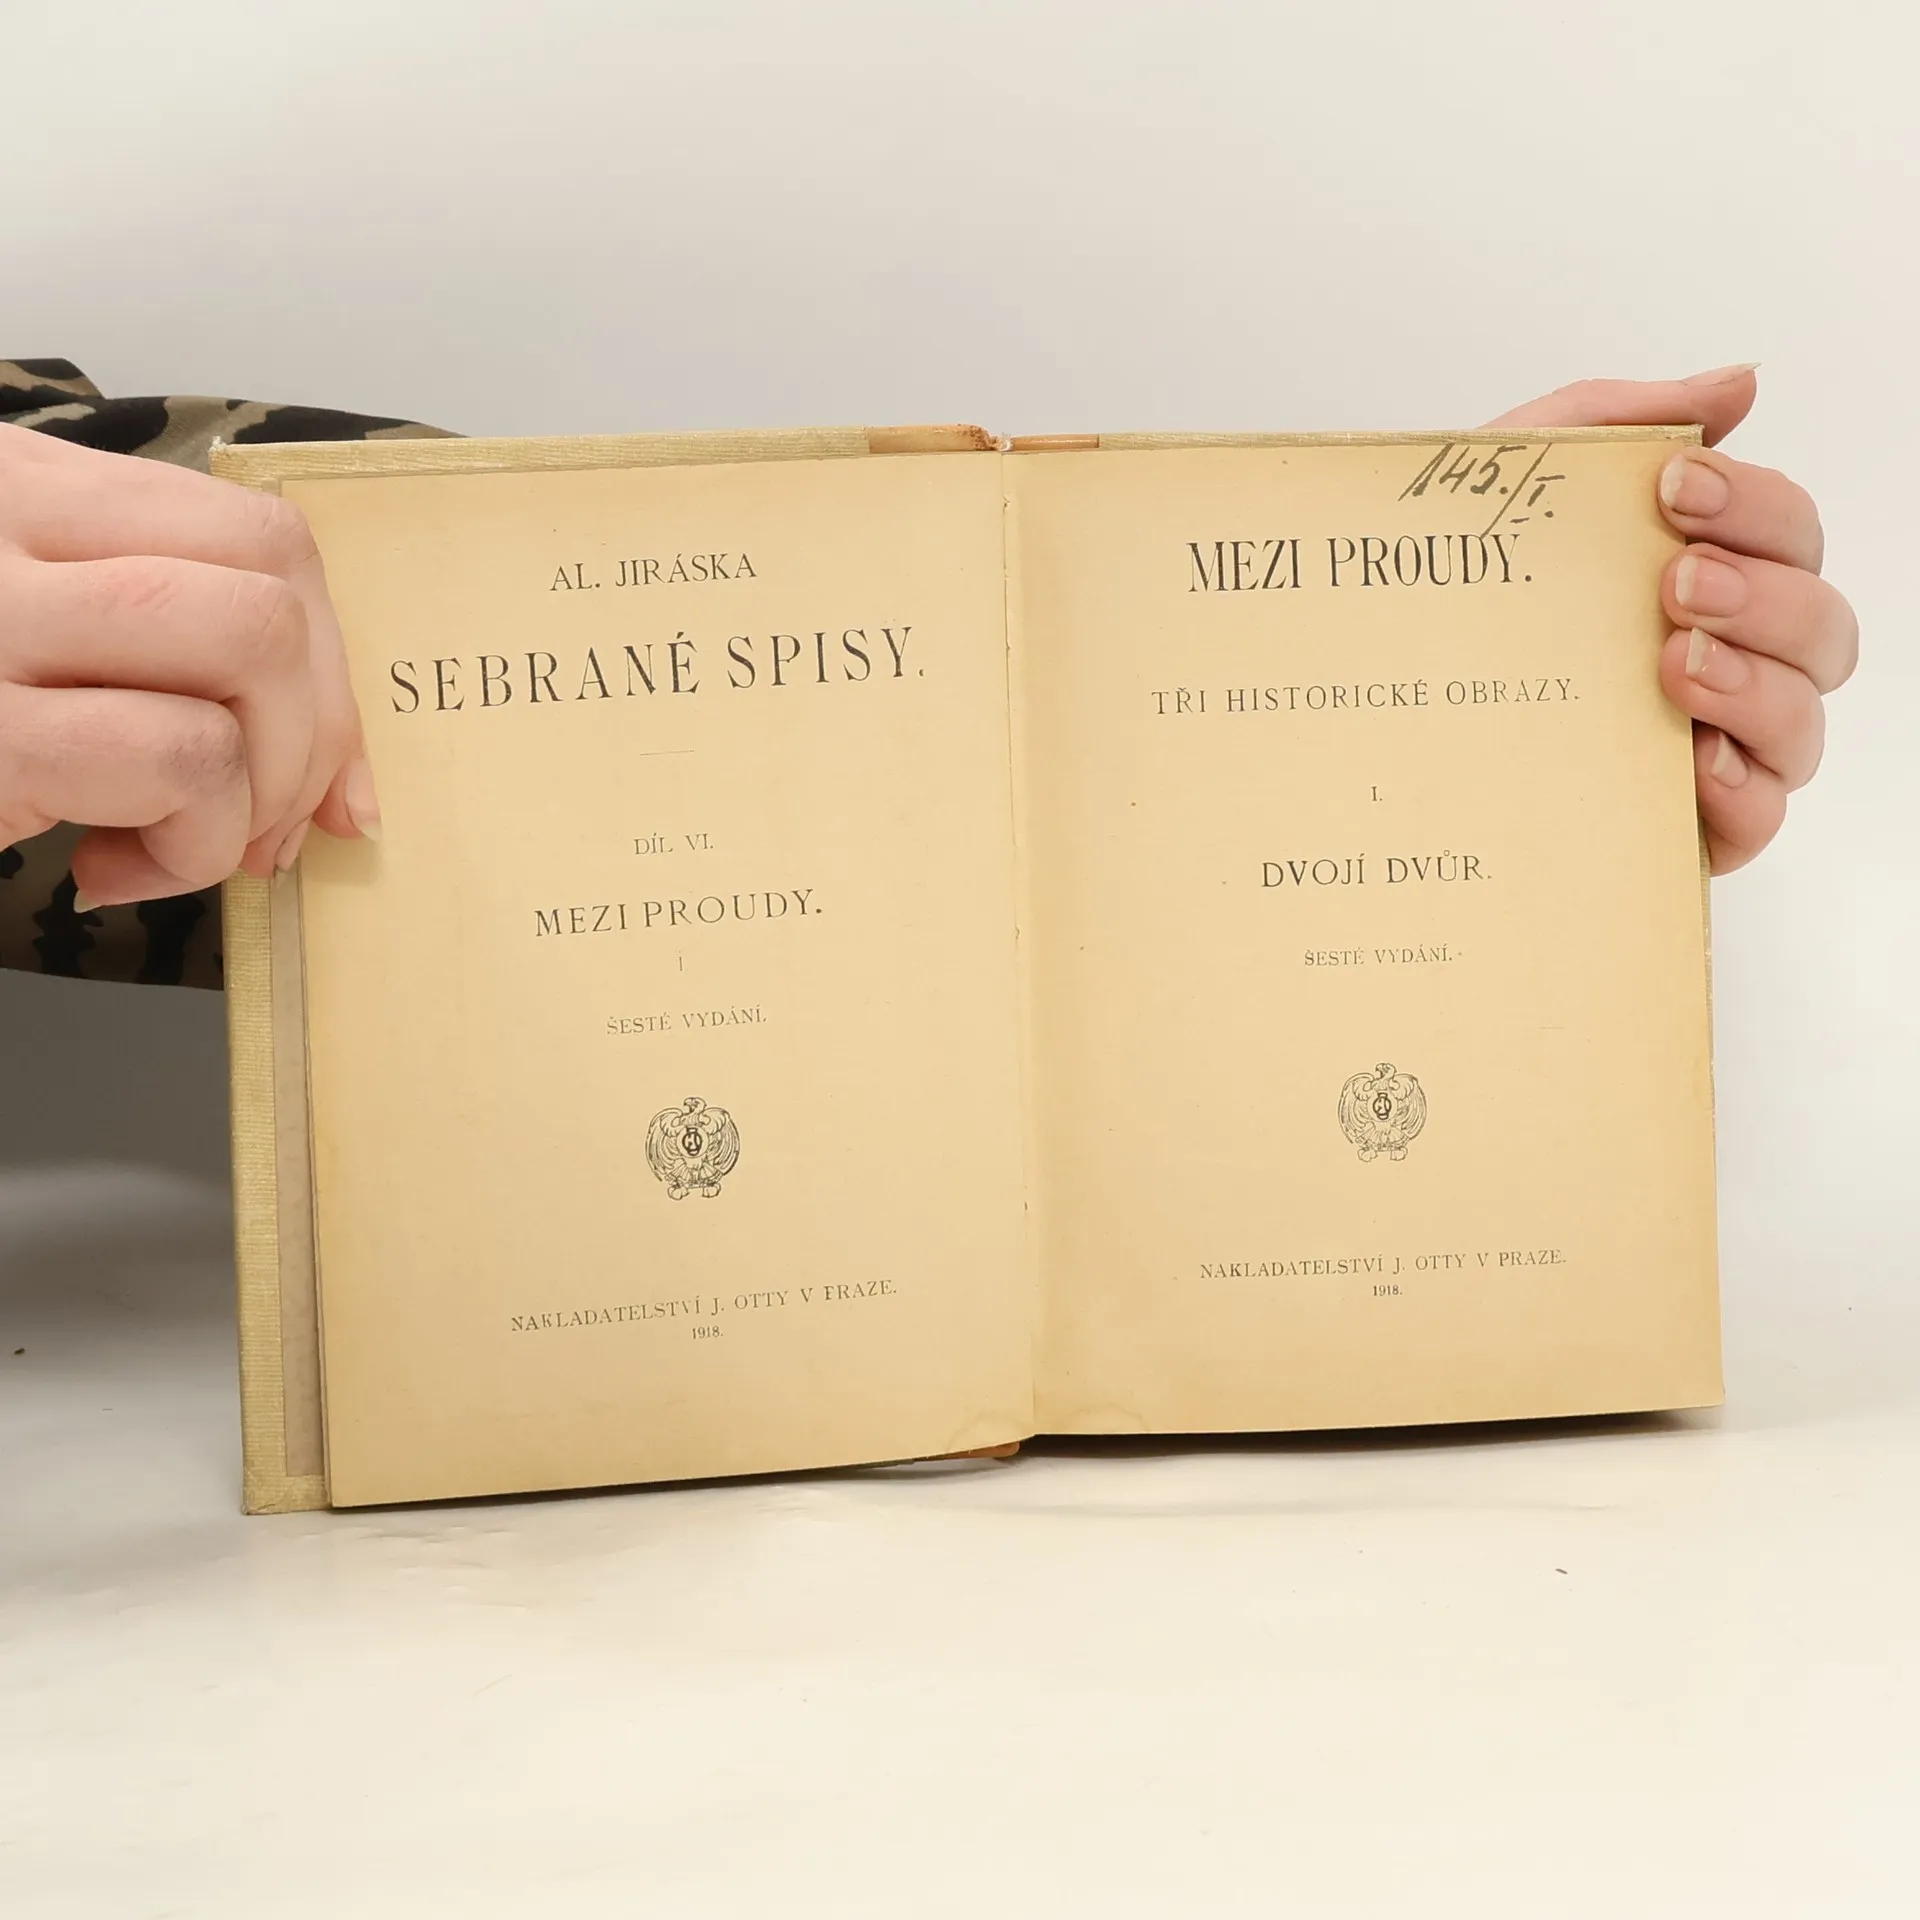 AL. JIRÁSKA
SEBRANÉ SPISY.
DÍL VI.
MEZI PROUDY.
I
ŠESTÉ VYDÁNÍ.
NAKLADATELSTVÍ J. OTTY V PRAZE.
1918.
145./I.
MEZI PROUDY.
TŘI HISTORICKÉ OBRAZY.
I.
DVOJÍ DVŮR.
ŠESTÉ VYDÁNÍ.
NAKLADATELSTVÍ J. OTTY V PRAZE.
1918.